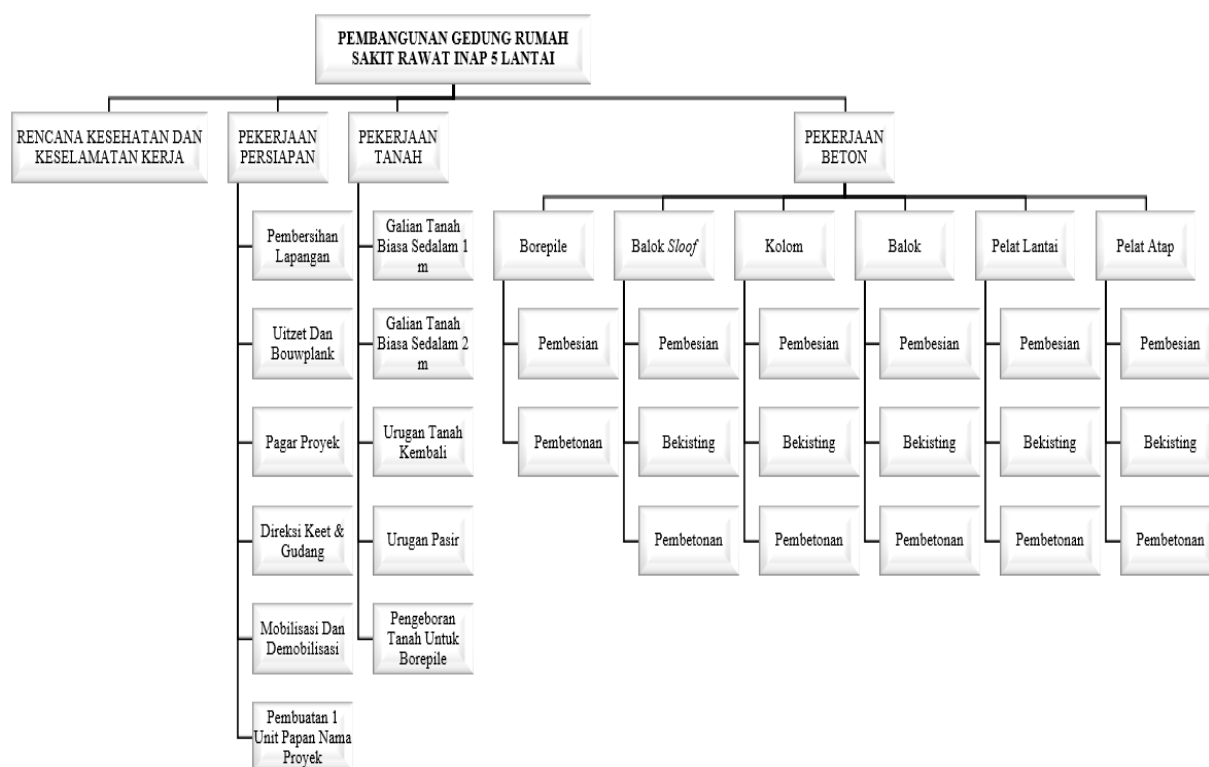 PEMBANGUNAN GEDUNG RUMAH
SAKIT RAWAT INAP 5 LANTAI
RENCANA KESEHATAN DAN
KESELAMATAN KERJA
PEKERJAAN
PERSIAPAN
PEKERJAAN
TANAH
PEKERJAAN
BETON
Pembersihan
Lapangan
Uitzet Dan
Bouwplank
Pagar Proyek
Direksi Keet &
Gudang
Mobilisasi Dan
Demobilisasi
Pembuatan 1
Unit Papan Nama
Proyek
Galian Tanah
Biasa Sedalam 1
m
Galian Tanah
Biasa Sedalam 2
m
Urugan Tanah
Kembali
Urugan Pasir
Pengeboran
Tanah Untuk
Borepile
Borepile
Pembesian
Pembetonan
Balok Sloof
Pembesian
Bekisting
Pembetonan
Kolom
Pembesian
Bekisting
Pembetonan
Balok
Pembesian
Bekisting
Pembetonan
Pelat Lantai
Pembesian
Bekisting
Pembetonan
Pelat Atap
Pembesian
Bekisting
Pembetonan